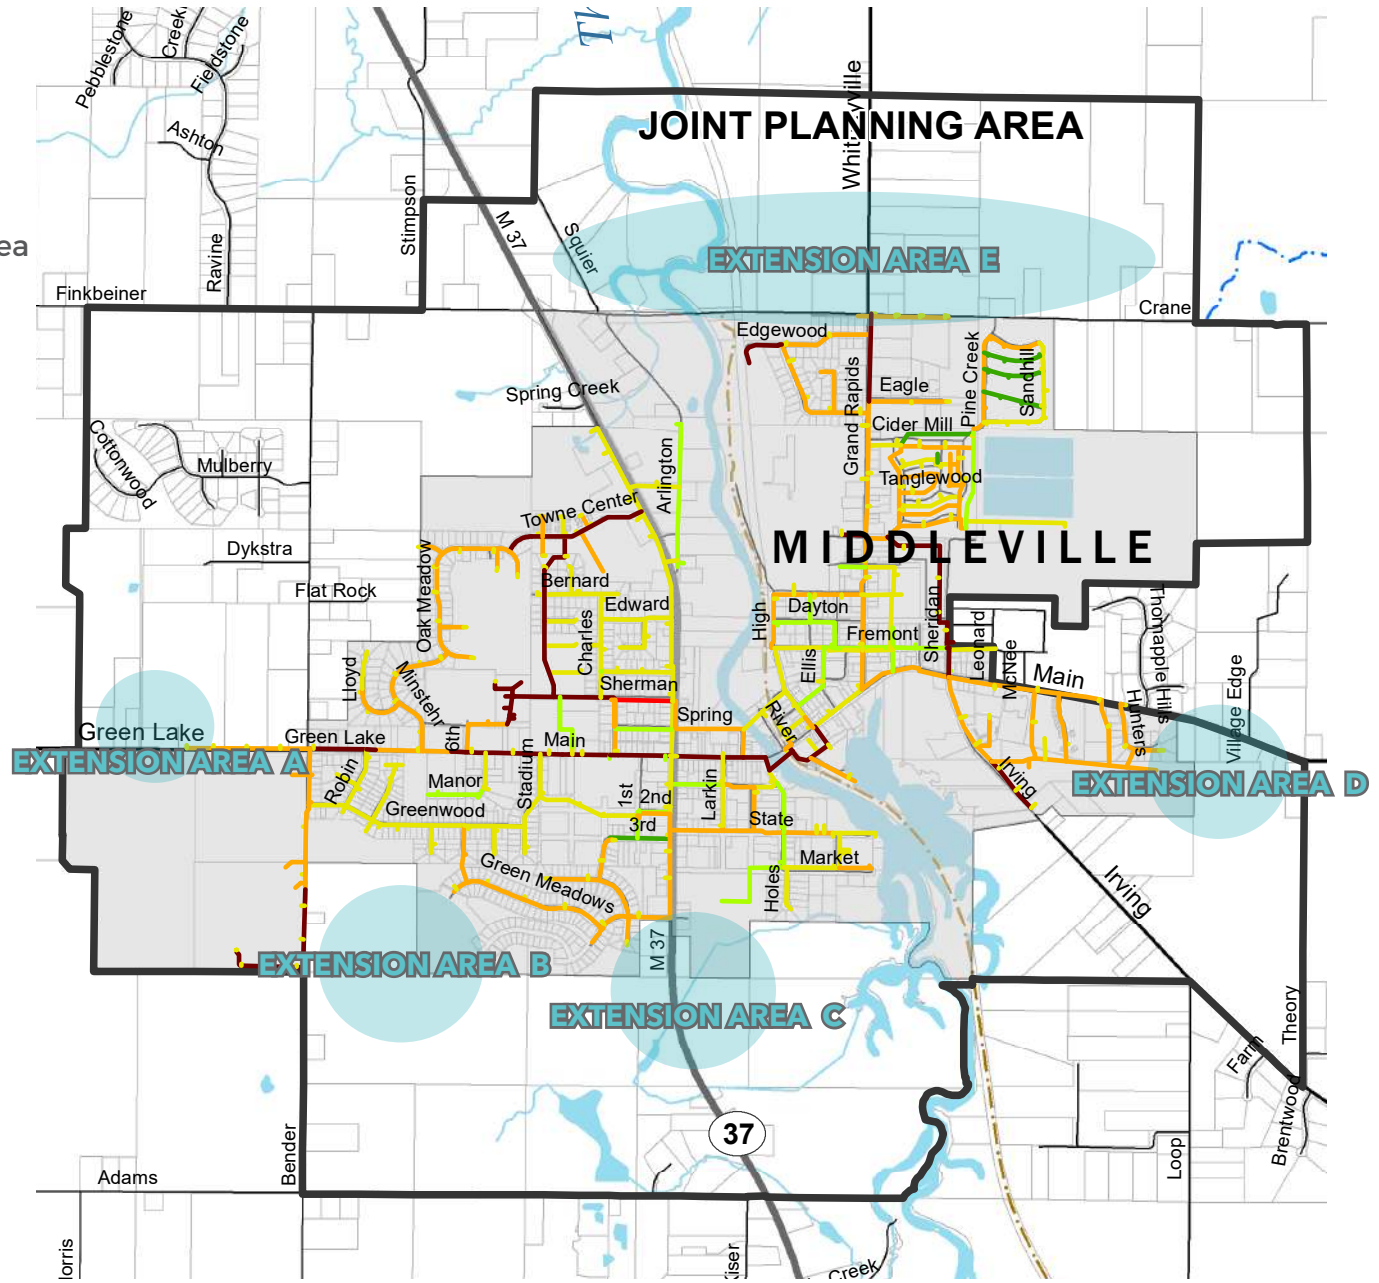 Pebblestone
Creek
Fieldstone
Th
Whitneyville
JOINT PLANNING AREA
Ashton
Stimpson
M 37
Squier
ea
Ravine
EXTENSION AREA E
Finkbeiner
Crane
Edgewood
Pine Creek
Sandhill
Grand Rapids
Eagle
Spring Creek
Cider Mill
Cottonwood
Mulberry
Arlington
Tanglewood
Towne Center
MIDDLEVILLE
Dykstra
Oak Meadow
Flat Rock
Bernard
Edward
Charles
High
Dayton
Fremont
Sheridan
Leonard
McNee
Thornapple Hills
Ellis
Main
Lloyd
Minstehr
Sherman
Hunters
Village Edge
Green Lake
Green Lake
6th
Main
Spring
River
EXTENSION AREA A
Robin
Manor
Stadium
Greenwood
1st
2nd
Larkin
3rd
State
Irving
EXTENSION AREA D
Green Meadows
Holes
Market
Irving
M 37
EXTENSION AREA B
EXTENSION AREA C
Theory
Farm
Brentwood
37
Bender
Loop
Adams
orris
Kiser
Creek